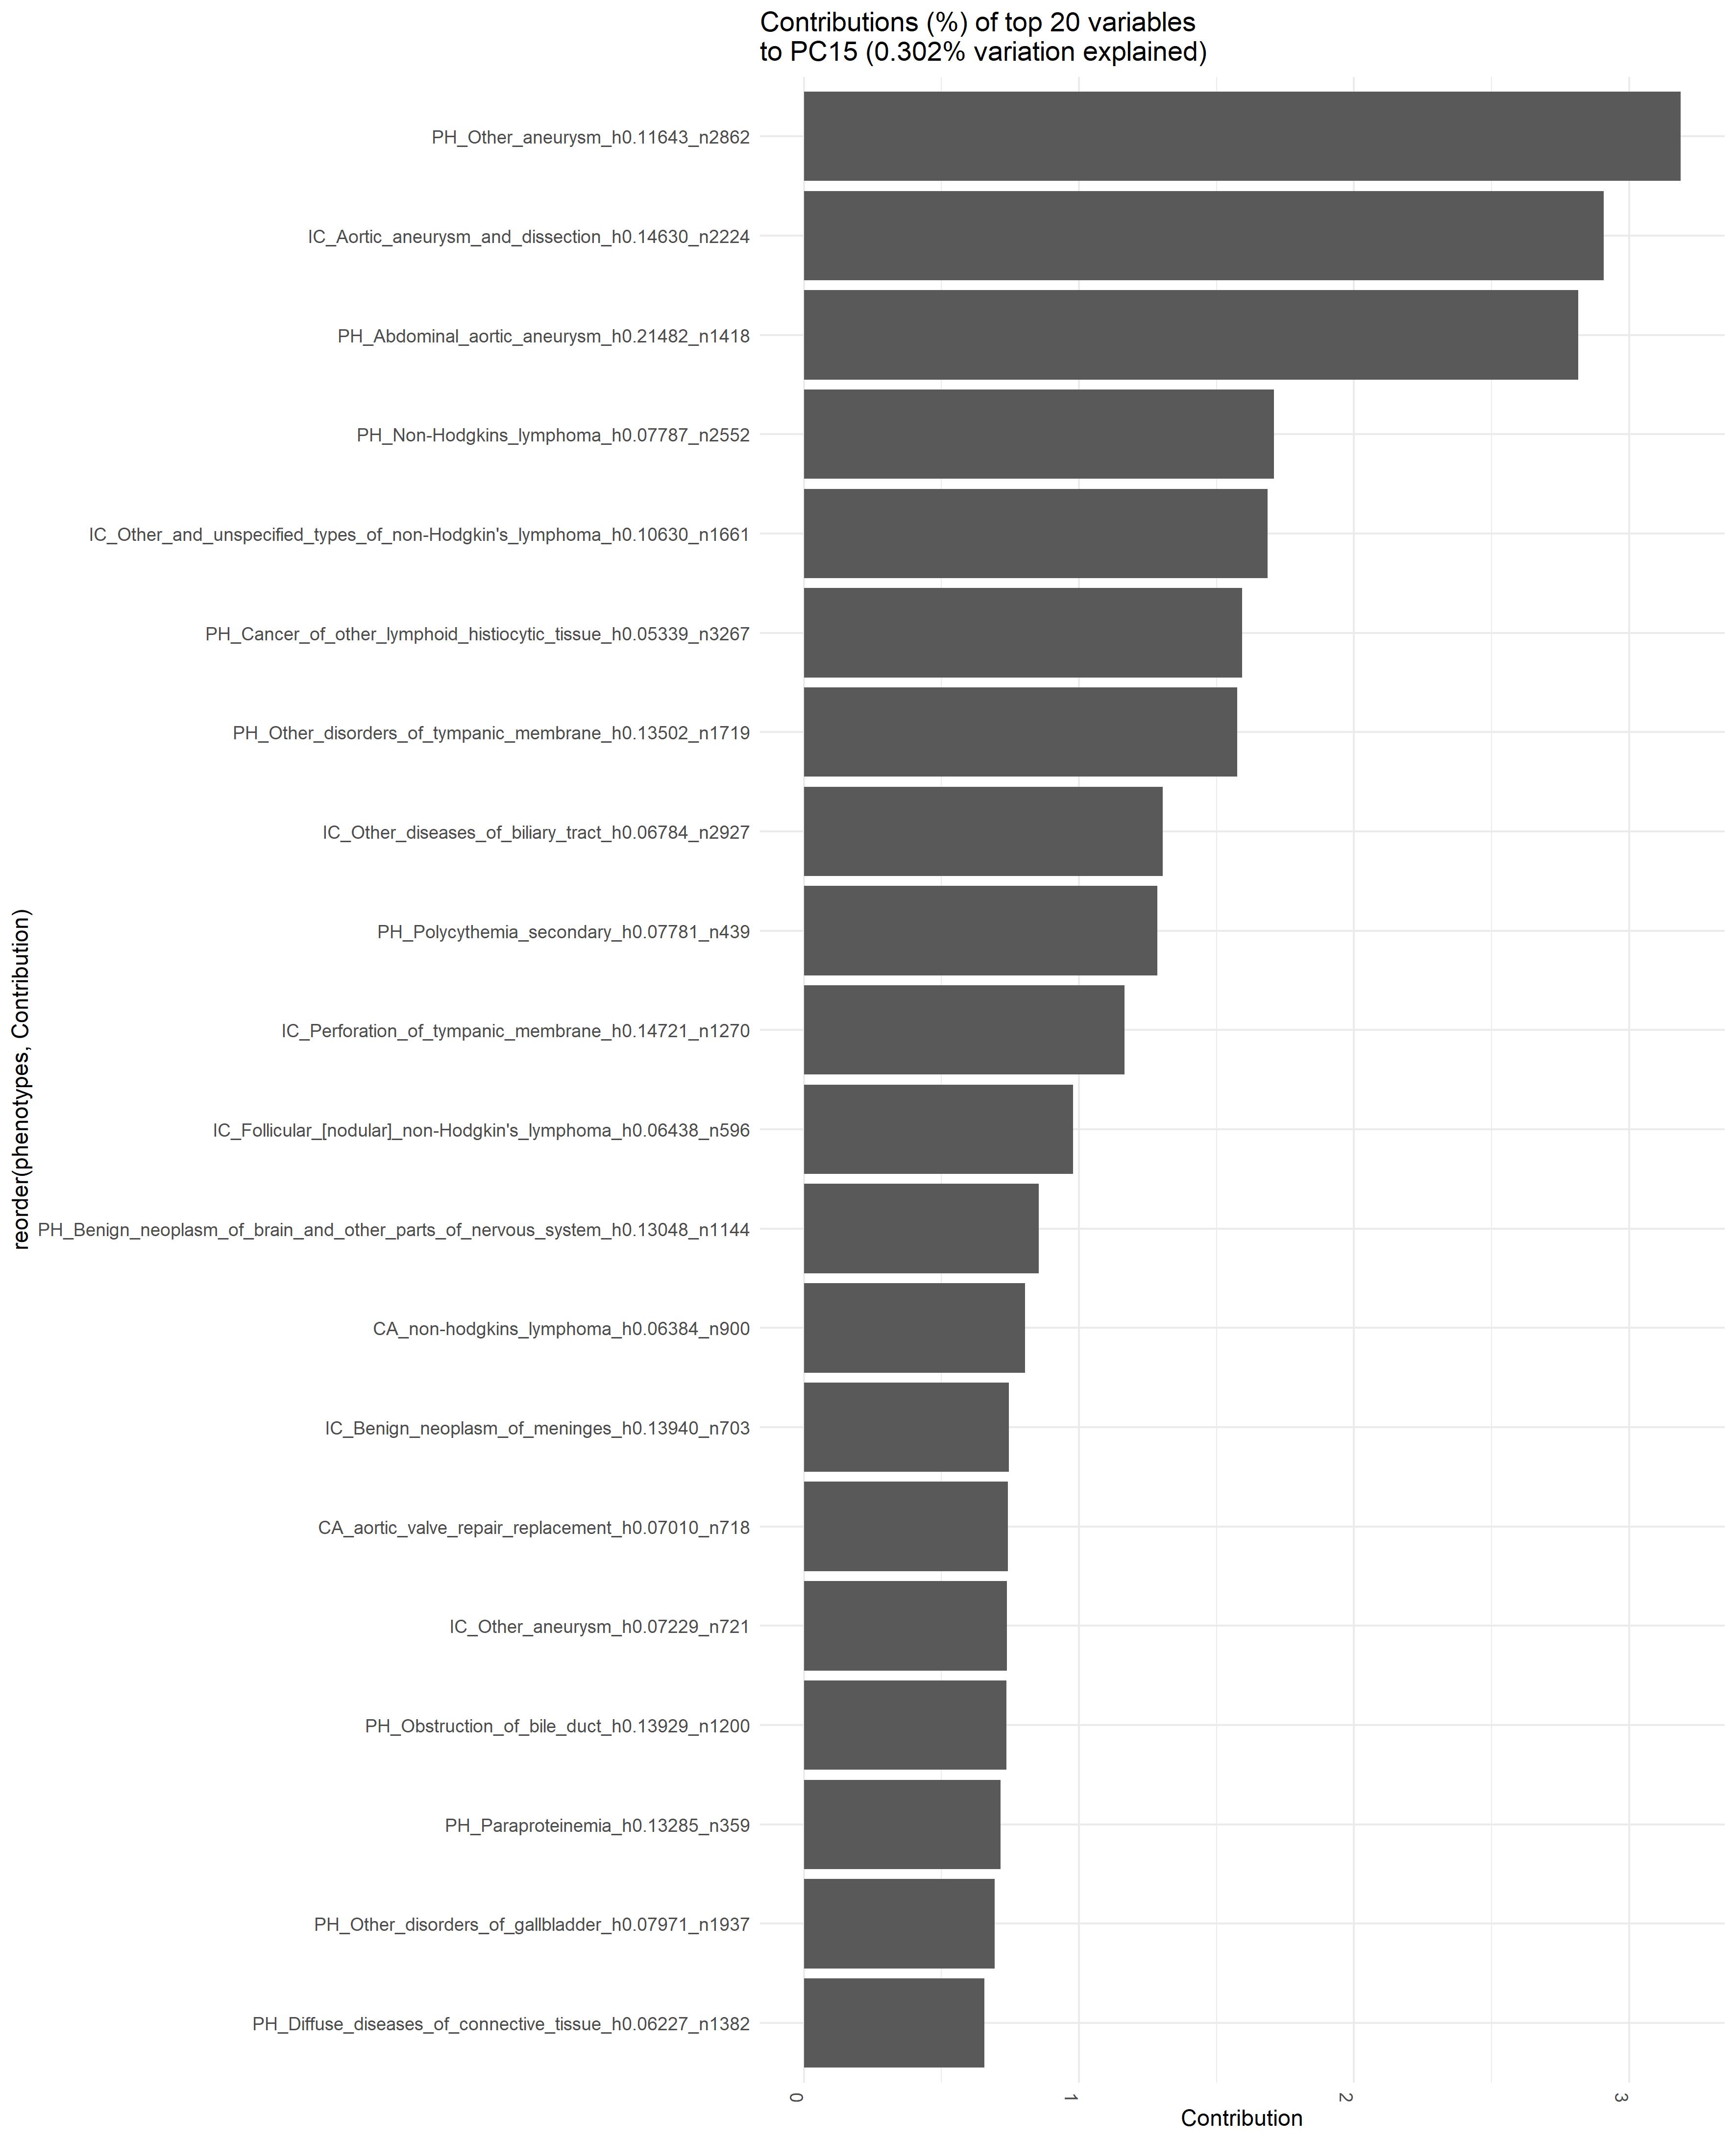 Contributions (%) of top 20 variables
to PC15 (0.302% variation explained)
PH_Other_aneurysm_h0.11643_n2862
IC_Aortic_aneurysm_and_dissection_h0.14630_n2224
PH_Abdominal_aortic_aneurysm_h0.21482_n1418
PH_Non-Hodgkins_lymphoma_h0.07787_n2552
IC_Other_and_unspecified_types_of_non-Hodgkin's_lymphoma_h0.10630_n1661
PH_Cancer_of_other_lymphoid_histiocytic_tissue_h0.05339_n3267
PH_Other_disorders_of_tympanic_membrane_h0.13502_n1719
IC_Other_diseases_of_biliary_tract_h0.06784_n2927
PH_Polycythemia_secondary_h0.07781_n439
IC_Perforation_of_tympanic_membrane_h0.14721_n1270
IC_Follicular_[nodular]_non-Hodgkin's_lymphoma_h0.06438_n596
PH_Benign_neoplasm_of_brain_and_other_parts_of_nervous_system_h0.13048_n1144
CA_non-hodgkins_lymphoma_h0.06384_n900
IC_Benign_neoplasm_of_meninges_h0.13940_n703
CA_aortic_valve_repair_replacement_h0.07010_n718
IC_Other_aneurysm_h0.07229_n721
PH_Obstruction_of_bile_duct_h0.13929_n1200
PH_Paraproteinemia_h0.13285_n359
PH_Other_disorders_of_gallbladder_h0.07971_n1937
PH_Diffuse_diseases_of_connective_tissue_h0.06227_n1382
reorder(phenotypes, Contribution)
0
1
2
3
Contribution